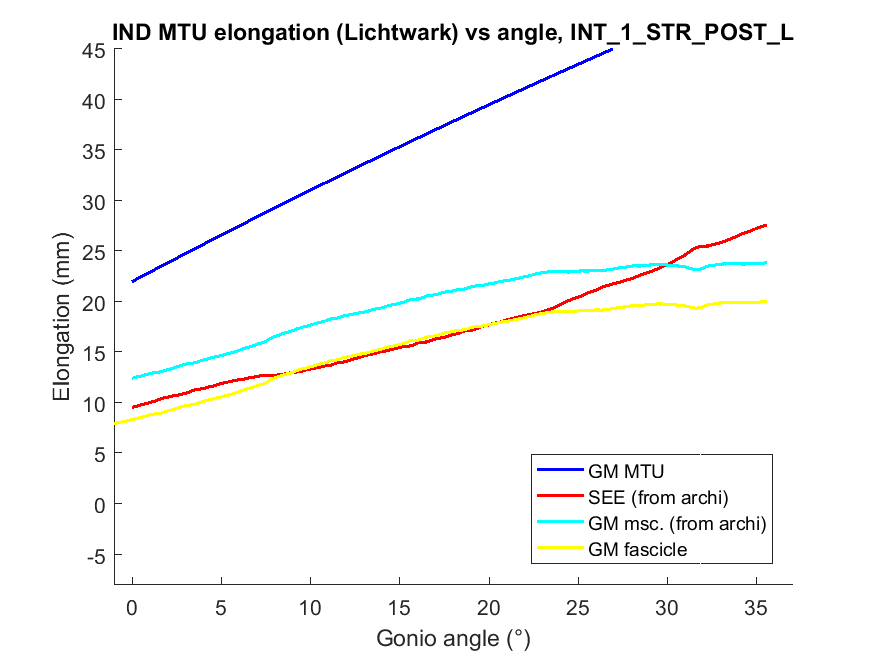 IND MTU elongation (Lichtwark) vs angle, INT_1_STR_POST_L
45
40
35
30
25
20
15
10
5
0
-5
Elongation (mm)
GM MTU
SEE (from archi)
GM msc. (from archi)
GM fascicle
0 5 10 15 20 25 30 35
Gonio angle (°)